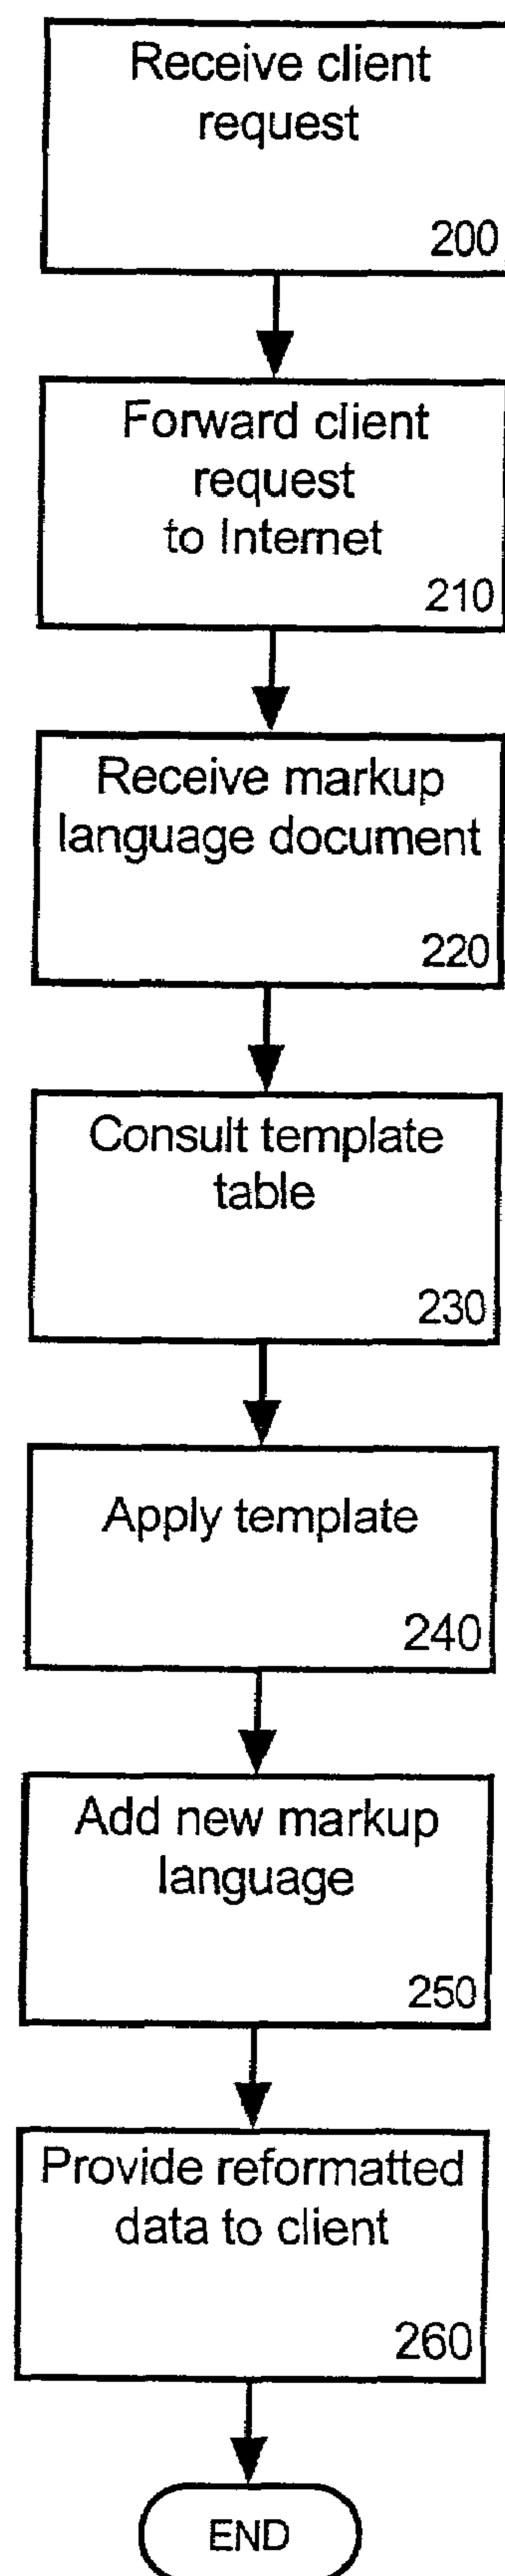 Receive client
request
200
Forward client
request
to Internet
210
Receive markup
language document
220
Consult template
table
230
Apply template
240
Add new markup
language
250
Provide reformatted
data to client
260
END